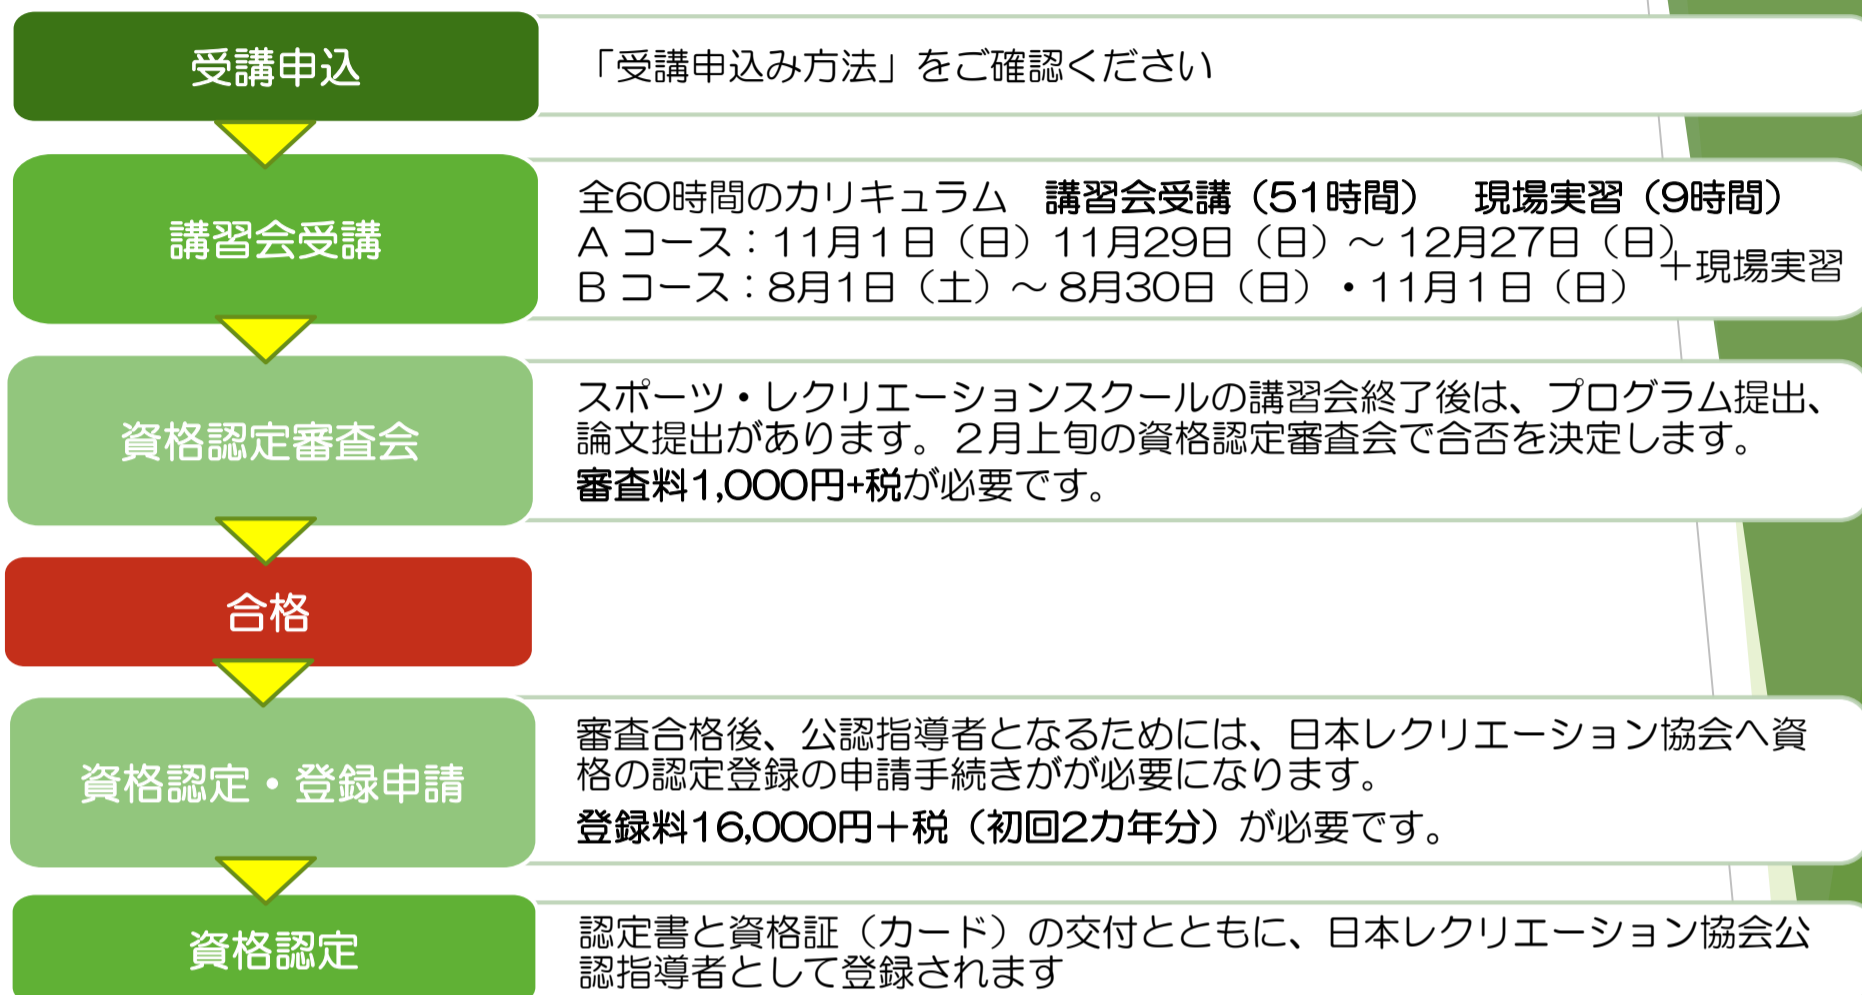 受講申込
「受講申込み方法」をご確認ください
講習会受講
全60時間のカリキュラム　講習会受講（51時間）　現場実習（9時間）
A コース：11月1日（日）11月29日（日）～ 12月27日（日）
B コース：8月1日（土）～ 8月30日（日）・11月1日（日）
＋現場実習
資格認定審査会
スポーツ・レクリエーションスクールの講習会終了後は、プログラム提出、
論文提出があります。２月上旬の資格認定審査会で合否を決定します。
審査料1,000円+税が必要です。
合格
資格認定・登録申請
審査合格後、公認指導者となるためには、日本レクリエーション協会へ資
格の認定登録の申請手続きがが必要になります。
登録料16,000円＋税（初回2カ年分）が必要です。
資格認定
認定書と資格証（カード）の交付とともに、日本レクリエーション協会公
認指導者として登録されます